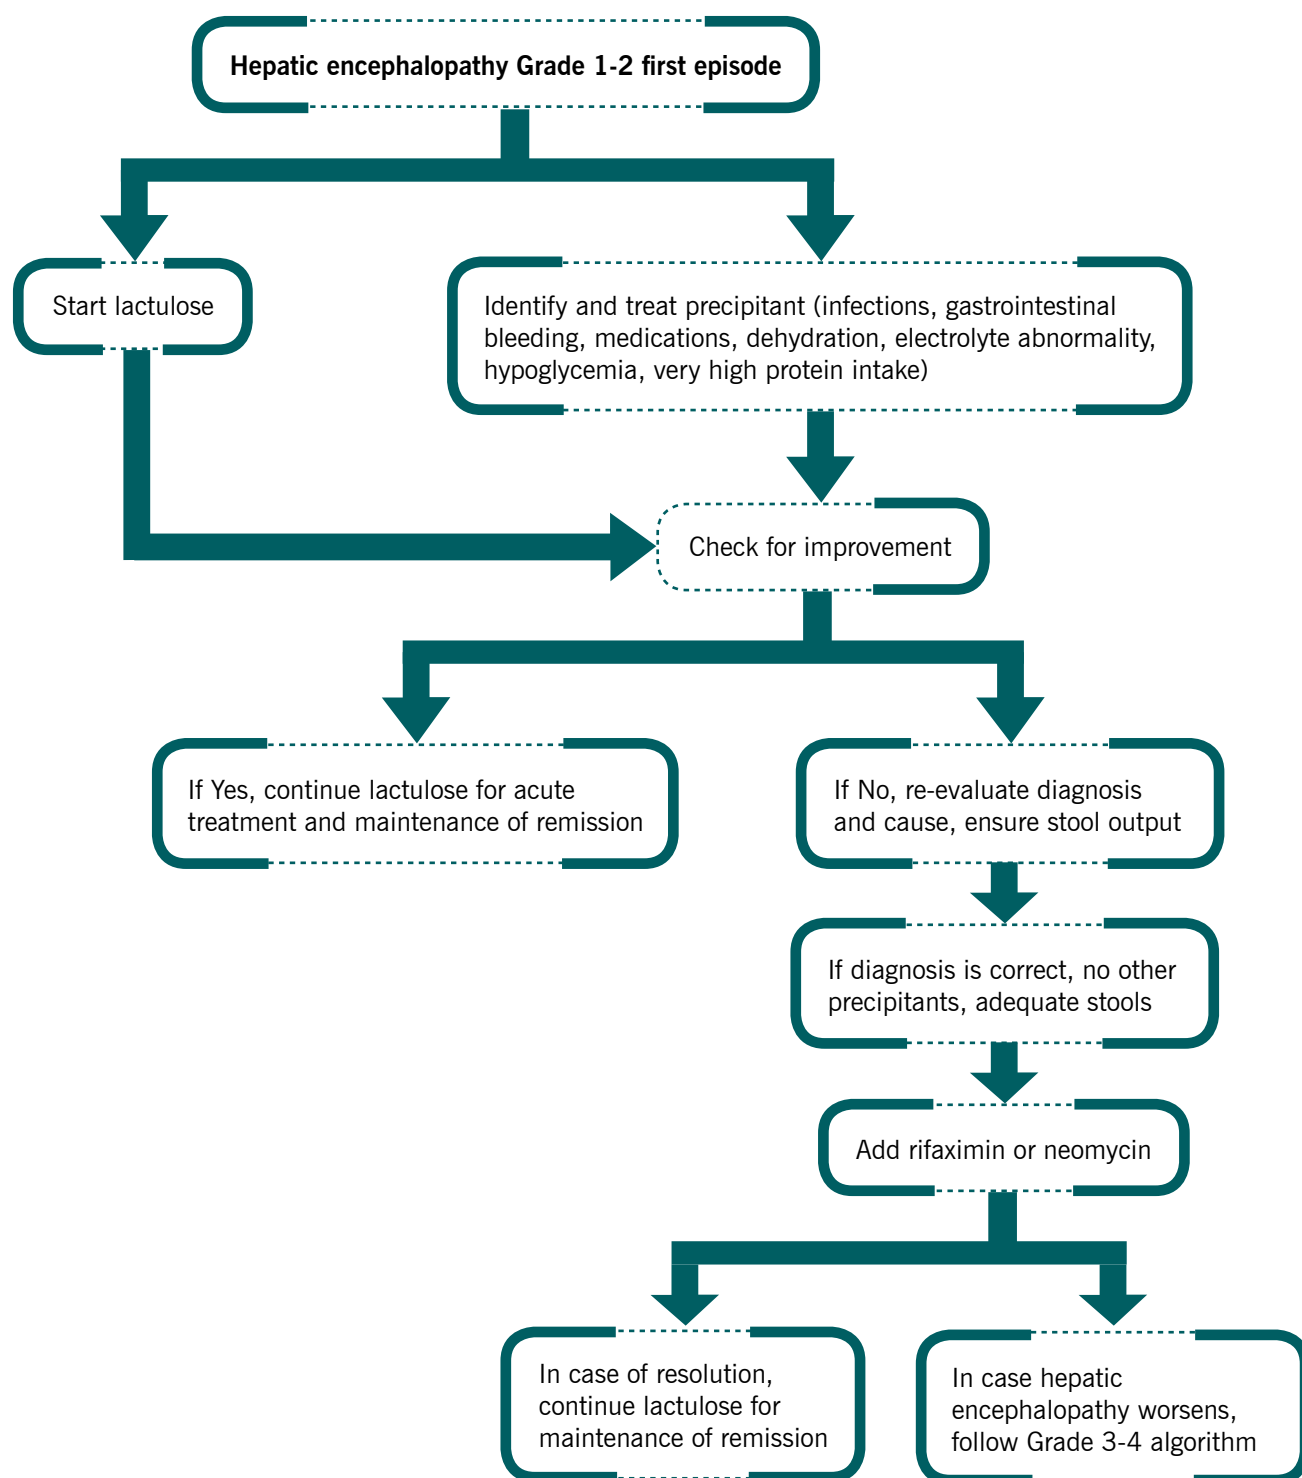 Hepatic encephalopathy Grade 1-2 first episode
Start lactulose
Identify and treat precipitant (infections, gastrointestinal
bleeding, medications, dehydration, electrolyte abnormality,
hypoglycemia, very high protein intake)
Check for improvement
If Yes, continue lactulose for acute
treatment and maintenance of remission
If No, re-evaluate diagnosis
and cause, ensure stool output
If diagnosis is correct, no other
precipitants, adequate stools
Add rifaximin or neomycin
In case of resolution,
continue lactulose for
maintenance of remission
In case hepatic
encephalopathy worsens,
follow Grade 3-4 algorithm